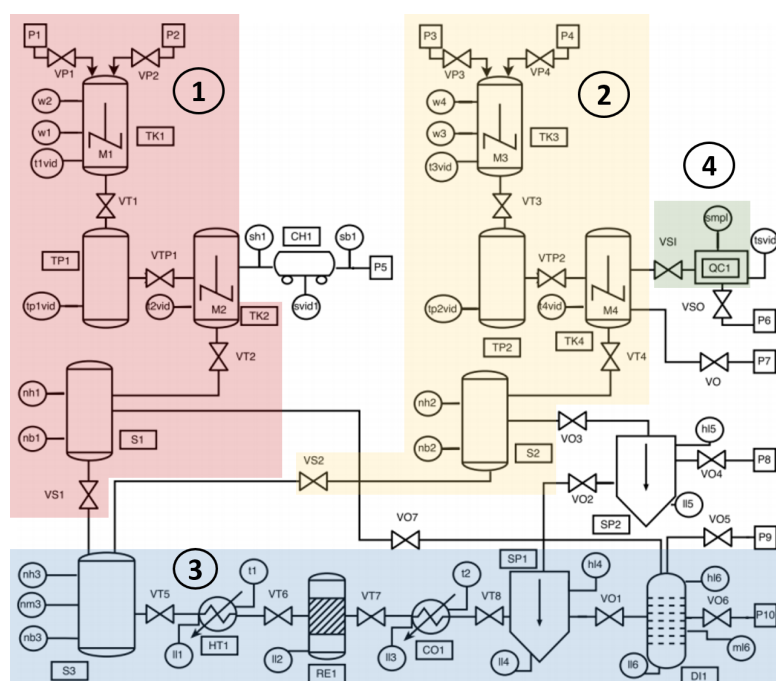 P1
P2
P3
P4
VP1
VP2
VP3
VP4
1
2
w2
w1
t1vid
M1
TK1
w4
w3
t3vid
M3
TK3
4
VT1
VT3
smpl
TP1
VTP1
sh1
CH1
sb1
VTP2
VSI
tsvid
QC1
P5
tp1vid
t2vid
M2
svid1
tp2vid
t4vid
M4
VSO
TK2
TP2
TK4
P6
VT2
VT4
P7
VO
nh1
nb1
S1
nh2
nb2
S2
VO3
hl5
VO4
P8
VS1
VS2
VO2
ll5
SP2
VO7
VO5
P9
3
SP1
nh3
nm3
nb3
S3
VT5
t1
ll1
HT1
VT6
ll2
RE1
VT7
t2
ll3
CO1
VT8
hl4
ll4
VO1
hl6
VO6
P10
ml6
ll6
DI1